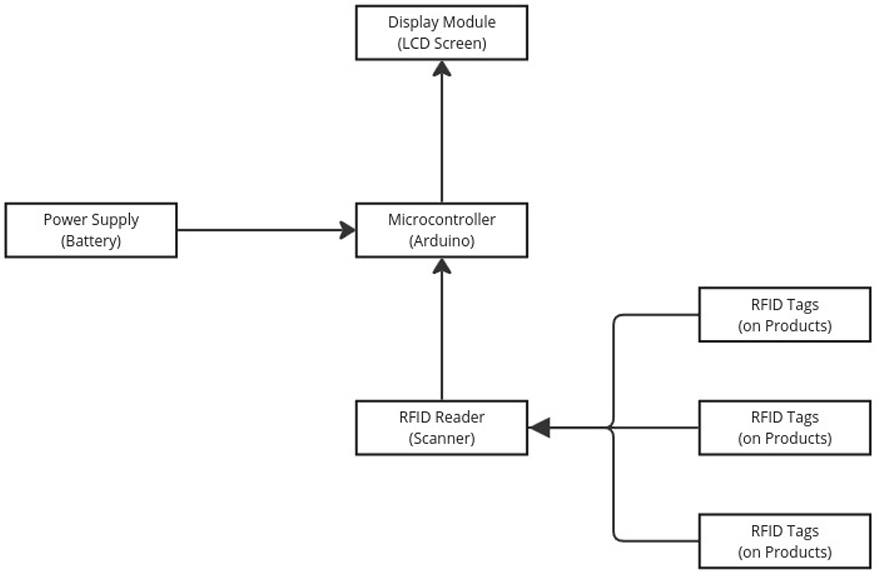 Display Module
(LCD Screen)
Power Supply
(Battery)
Microcontroller
(Arduino)
RFID Tags
(on Products)
RFID Reader
(Scanner)
RFID Tags
(on Products)
RFID Tags
(on Products)